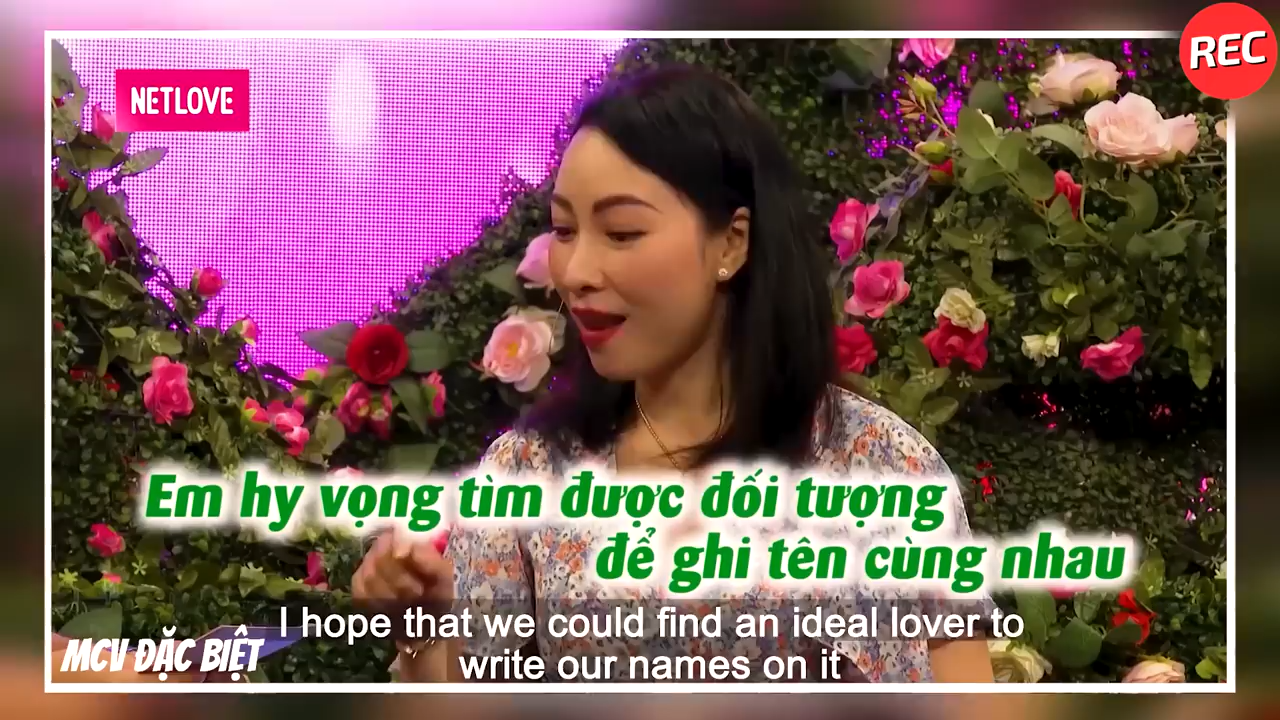 REC
NETLOVE
Em hy vọng tìm được đối tượng
để ghi tên cùng nhau
I hope that we could find an ideal lover to
write our names on it
MCV ĐẶC BIỆT